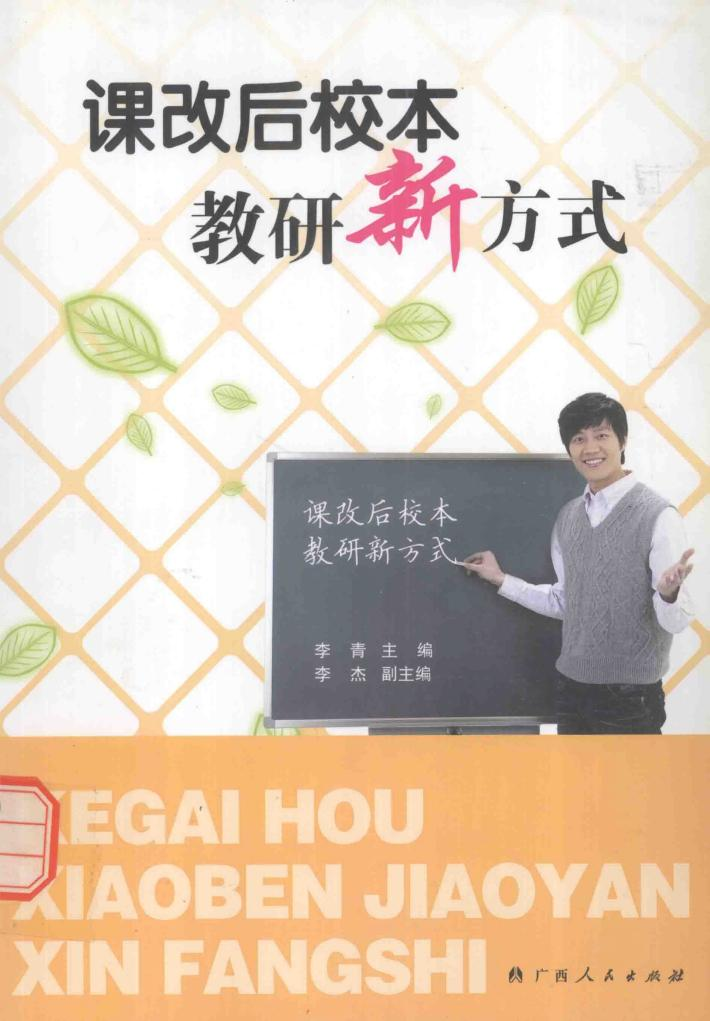 课改后校本
教研新方式
课改后校本
教研新方式
李 青 主 编
李 杰 副主编
KEGAI HOU
XIAOBEN JIAOYAN
XIN FANGSHI
广西人民出版社